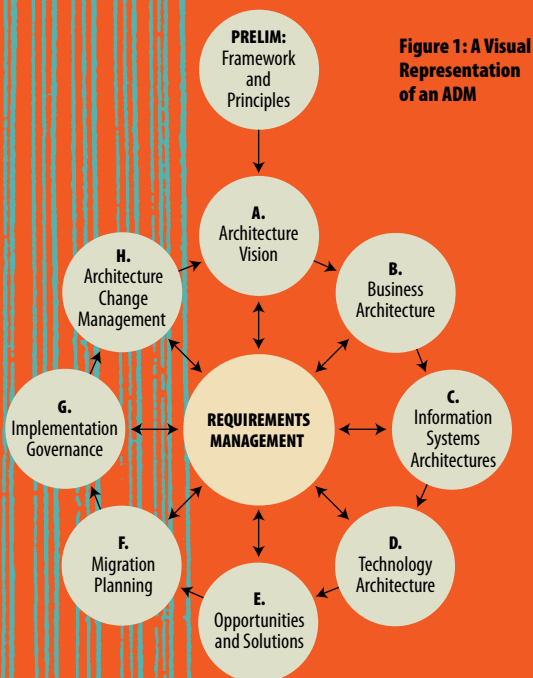 PRELIM:
Framework
and
Principles
Figure 1: A Visual
Representation
of an ADM
A.
Architecture
Vision
B.
Business
Architecture
C.
Information
Systems
Architectures
D.
Technology
Architecture
E.
Opportunities
and Solutions
F.
Migration
Planning
G.
Implementation
Governance
H.
Architecture
Change
Management
REQUIREMENTS
MANAGEMENT